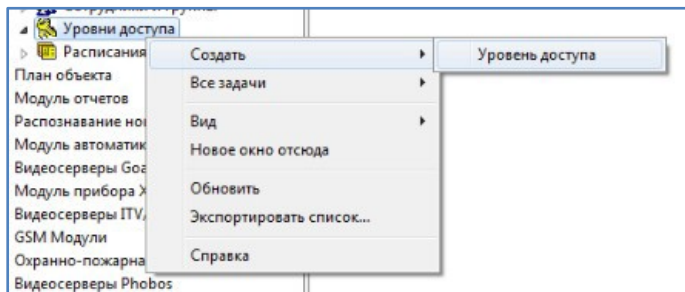 Уровни доступа
Расписания
План объекта
Модуль отчетов
Распознавание
Модуль автоматик
Видеосерверы Goa
Модуль прибора
Видеосерверы ITV/
GSM Модули
Охранно-пожарна
Видеосерверы Phobos
Создать
Уровень доступа
Все задачи
Вид
Новое окно отсюда
Обновить
Экспортировать список...
Справка